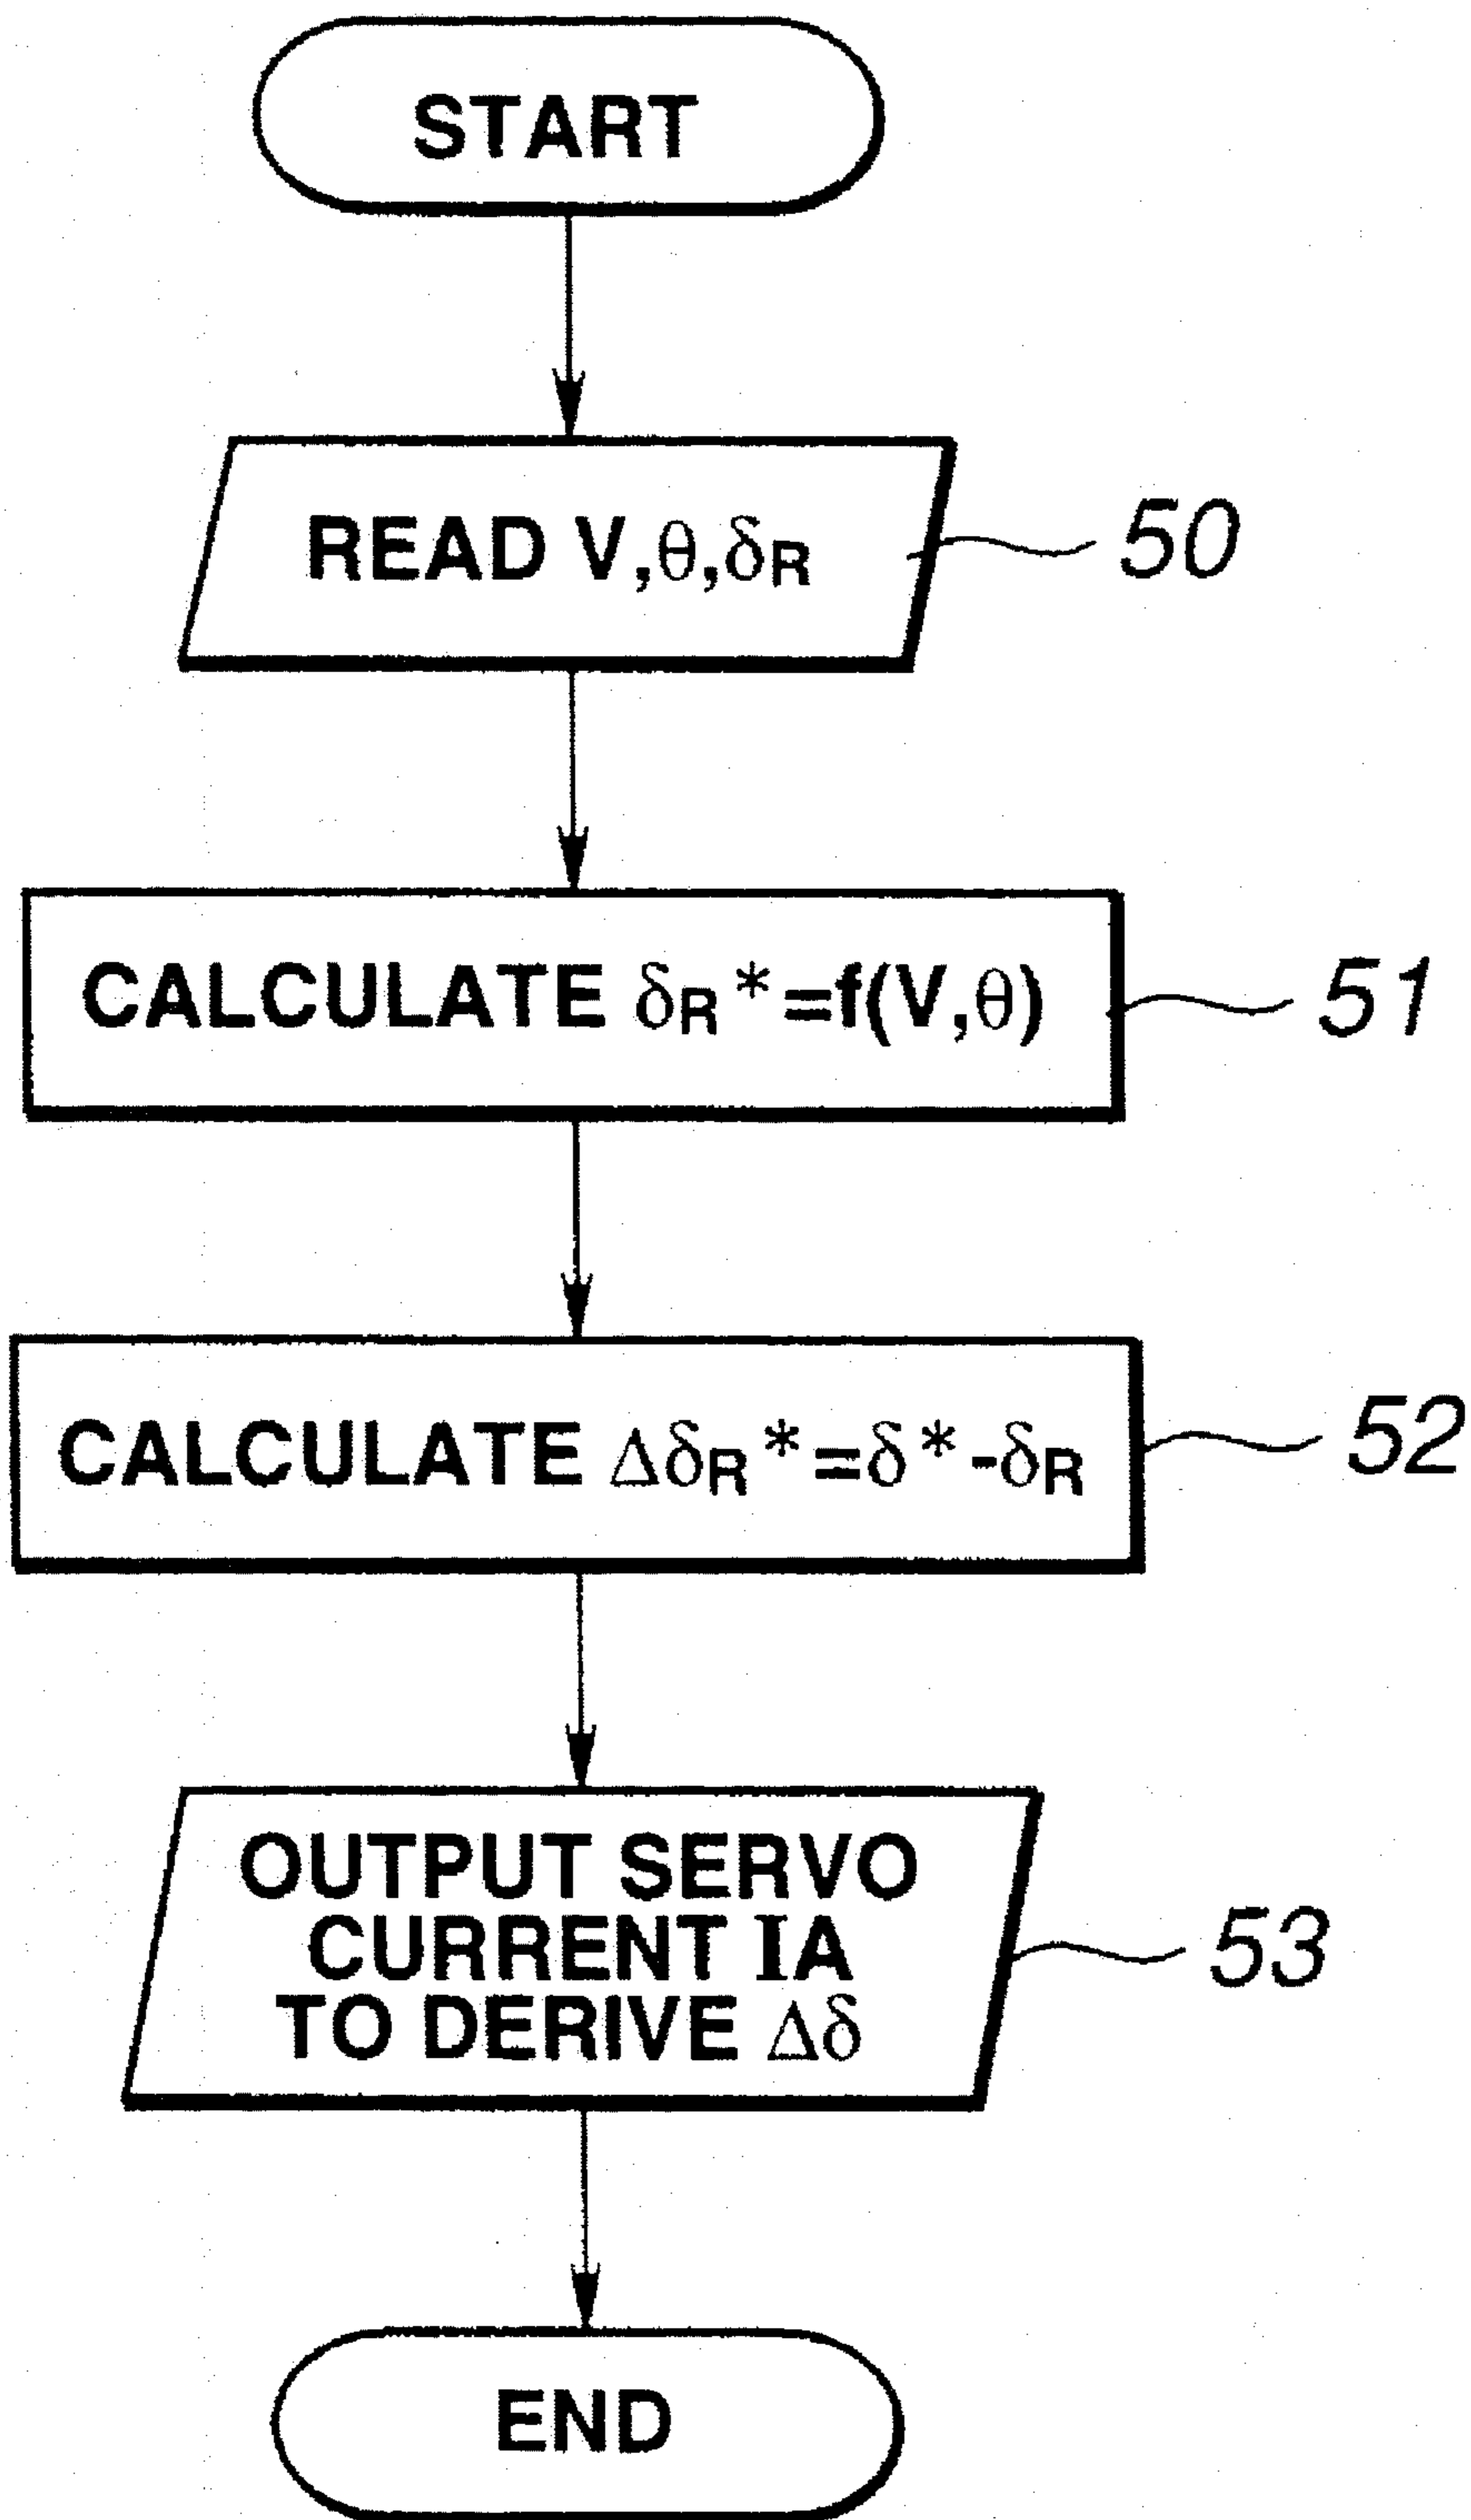 START
READ V,θ,δR
50
CALCULATE δR*=f(V,θ)
51
CALCULATE ΔδR*=δ*-δR
52
OUTPUT SERVO
CURRENT IA
TO DERIVE Δδ
53
END